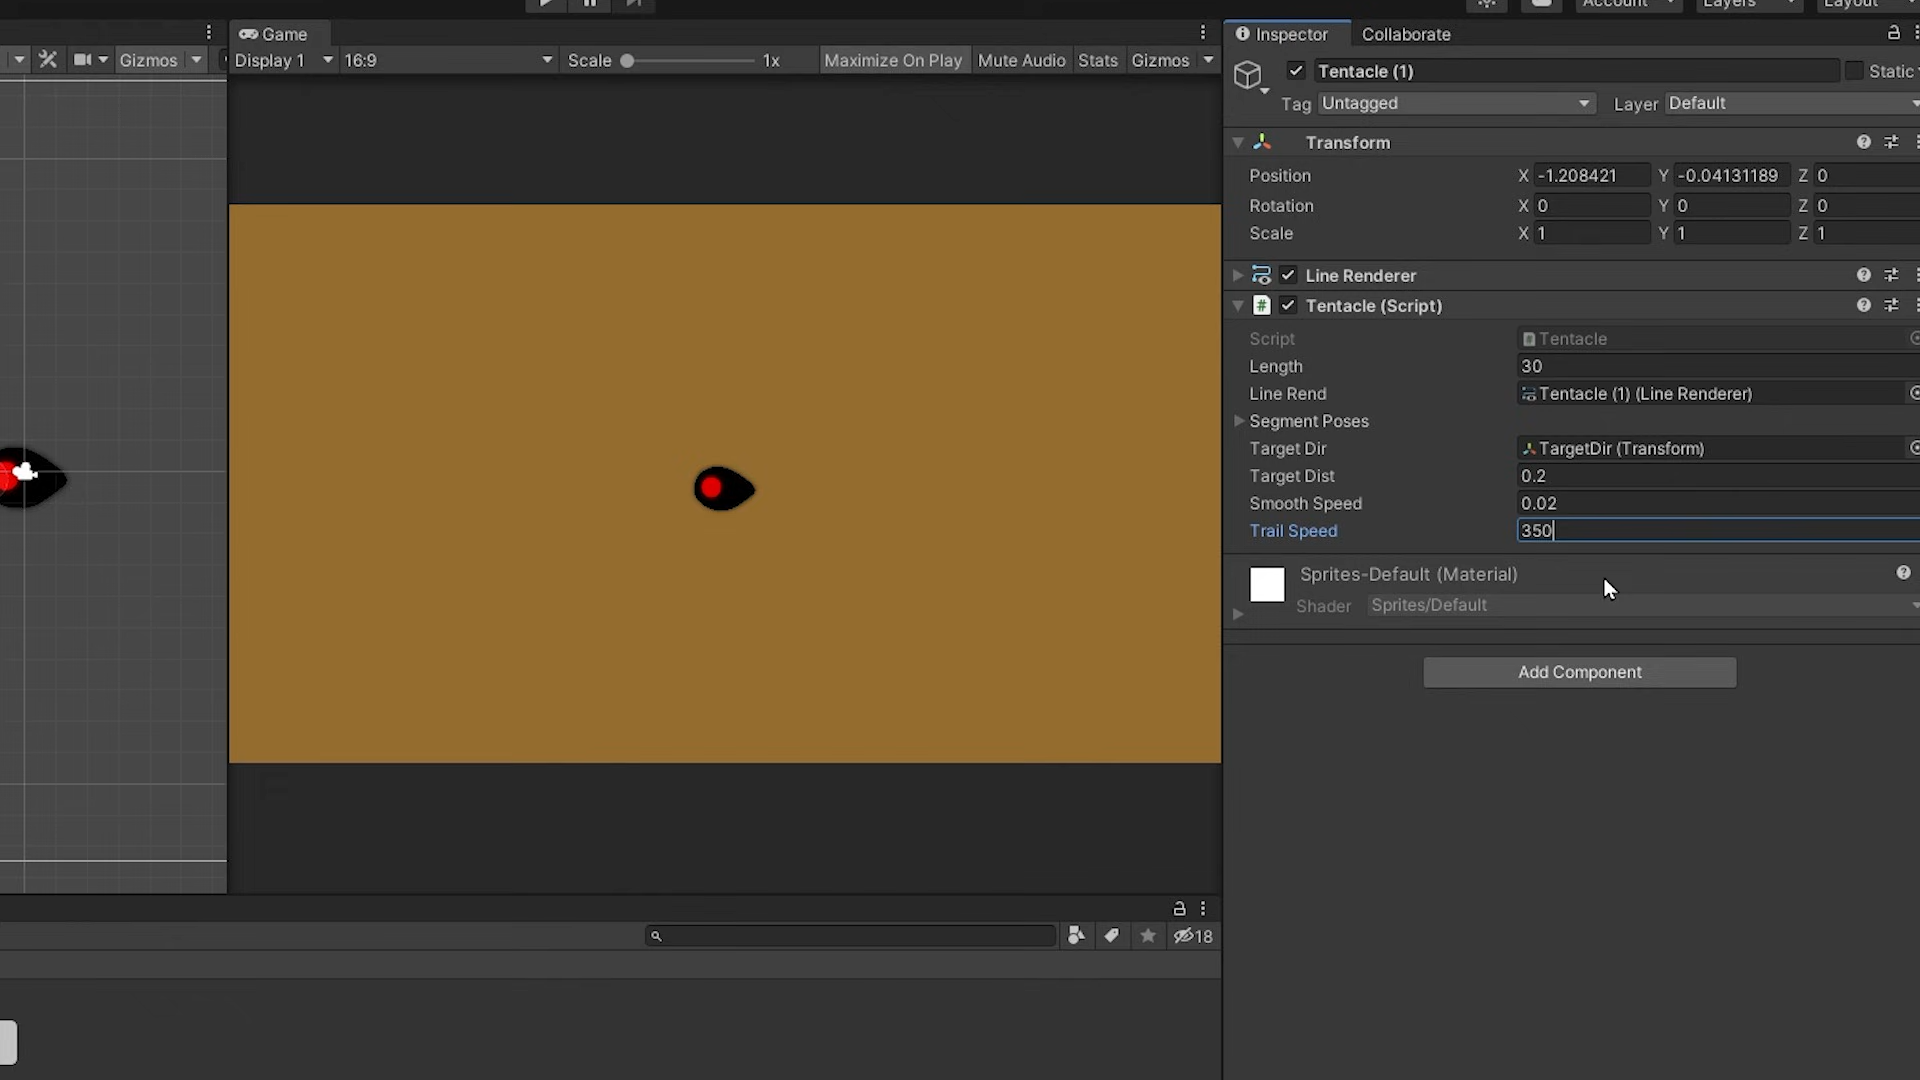 Account
Layers
Layout
Game
Inspector
Collaborate
Gizmos
Display 1
16:9
Scale
1x
Maximize On Play
Mute Audio
Stats
Gizmos
Tentacle (1)
Static
Tag
Untagged
Layer
Default
Transform
Position
X -1.208421
Y -0.04131189
Z 0
Rotation
X 0
Y 0
Z 0
Scale
X 1
Y 1
Z 1
Line Renderer
# Tentacle (Script)
Script
Tentacle
Length
30
Line Rend
Tentacle (1) (Line Renderer)
Segment Poses
Target Dir
TargetDir (Transform)
Target Dist
0.2
Smooth Speed
0.02
Trail Speed
350
Sprites-Default (Material)
Shader
Sprites/Default
Add Component
18